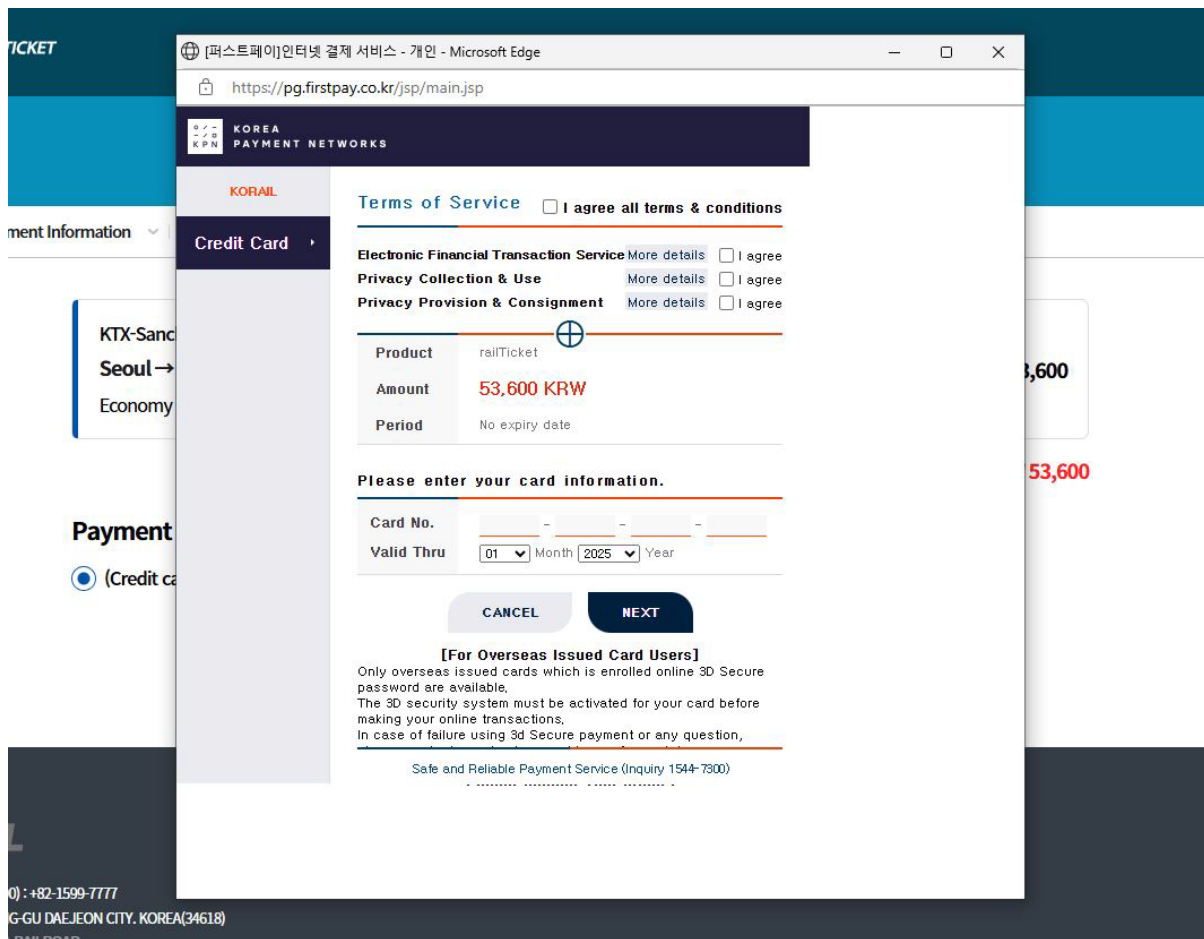 TICKET
[퍼스트페이]인터넷 결제 서비스 - 개인 - Microsoft Edge
https://pg.firstpay.co.kr/jsp/main.jsp
KPN
KOREA
PAYMENT NETWORKS
KORAIL
Credit Card
Terms of Service
I agree all terms & conditions
Electronic Financial Transaction Service More details I agree
Privacy Collection & Use More details I agree
Privacy Provision & Consignment More details I agree
Product railTicket
Amount 53,600 KRW
Period No expiry date
Please enter your card information.
Card No. - - -
Valid Thru 01 Month 2025 Year
CANCEL NEXT
[For Overseas Issued Card Users]
Only overseas issued cards which is enrolled online 3D Secure
password are available,
The 3D security system must be activated for your card before
making your online transactions,
In case of failure using 3d Secure payment or any question,
Safe and Reliable Payment Service (Inquiry 1544-7300)
ment Information
KTX-Sanc
Seoul→
Economy
3,600
53,600
Payment
(Credit ca
L
0) : +82-1599-7777
G-GU DAEJEON CITY. KOREA(34618)